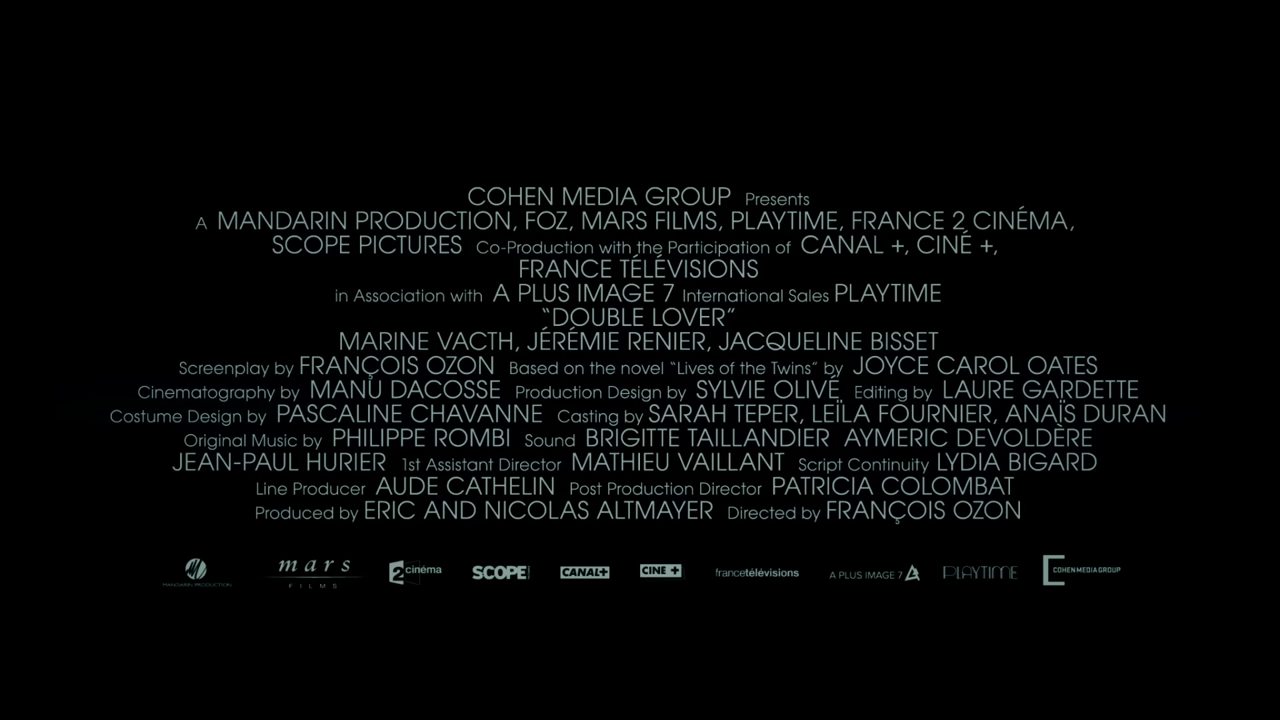 COHEN MEDIA GROUP Presents
A MANDARIN PRODUCTION, FOZ, MARS FILMS, PLAYTIME, FRANCE 2 CINÉMA,
SCOPE PICTURES Co-Production with the Participation of CANAL +, CINÉ +,
FRANCE TÉLÉVISIONS
in Association with A PLUS IMAGE 7 International Sales PLAYTIME
“DOUBLE LOVER”
MARINE VACTH, JÉRÉMIE RENIER, JACQUELINE BISSET
Screenplay by FRANÇOIS OZON Based on the novel “Lives of the Twins” by JOYCE CAROL OATES
Cinematography by MANU DACOSSE Production Design by SYLVIE OLIVÉ Editing by LAURE GARDETTE
Costume Design by PASCALINE CHAVANNE Casting by SARAH TEPER, LEÏLA FOURNIER, ANAÏS DURAN
Original Music by PHILIPPE ROMBI Sound BRIGITTE TAILLANDIER AYMERIC DEVOLDÈRE
JEAN-PAUL HURIER 1st Assistant Director MATHIEU VAILLANT Script Continuity LYDIA BIGARD
Line Producer AUDE CATHELIN Post Production Director PATRICIA COLOMBAT
Produced by ERIC AND NICOLAS ALTMAYER Directed by FRANÇOIS OZON
MANDARIN PRODUCTION mars FILMS 2 cinéma SCOPE CANAL+ CINE + francetélévisions A PLUS IMAGE 7 PLAYTIME COHEN MEDIA GROUP